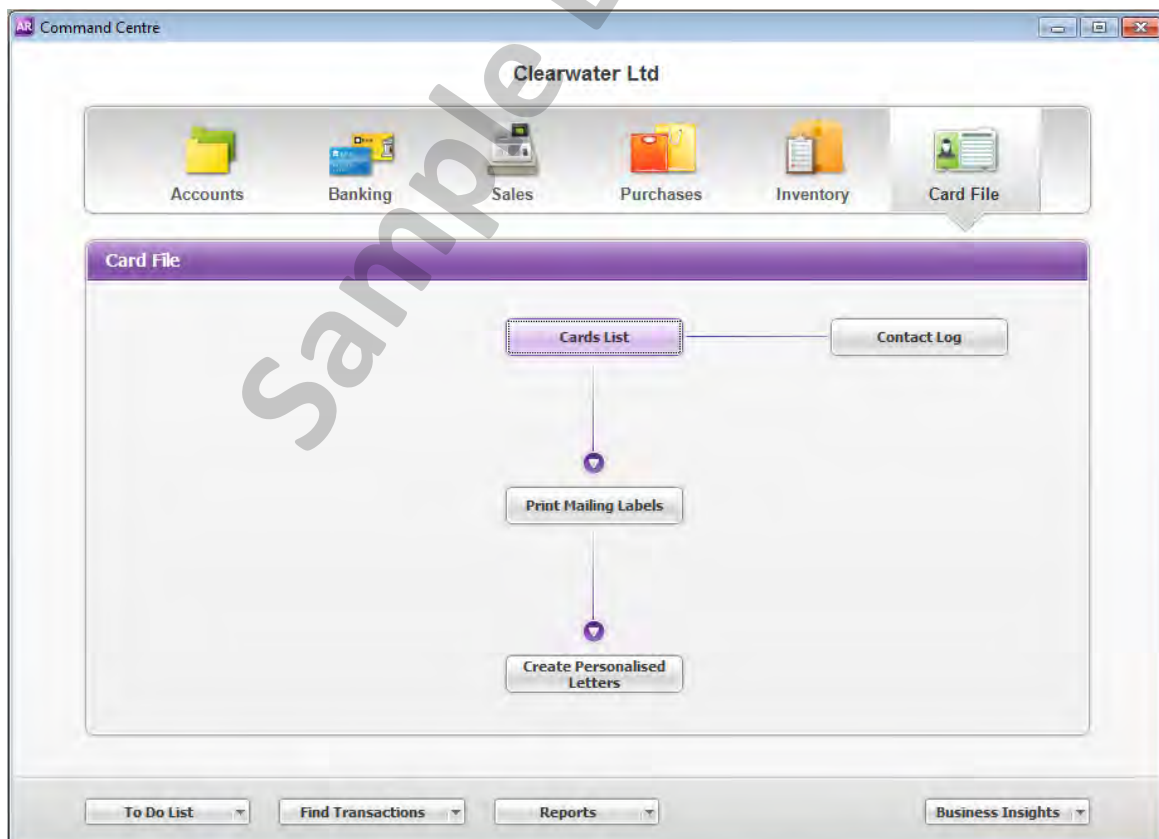 AR Command Centre
Clearwater Ltd
Accounts Banking Sales Purchases Inventory Card File
Card File
Cards List Contact Log
Print Mailing Labels
Create Personalised
Letters
To Do List Find Transactions Reports Business Insights
Sample